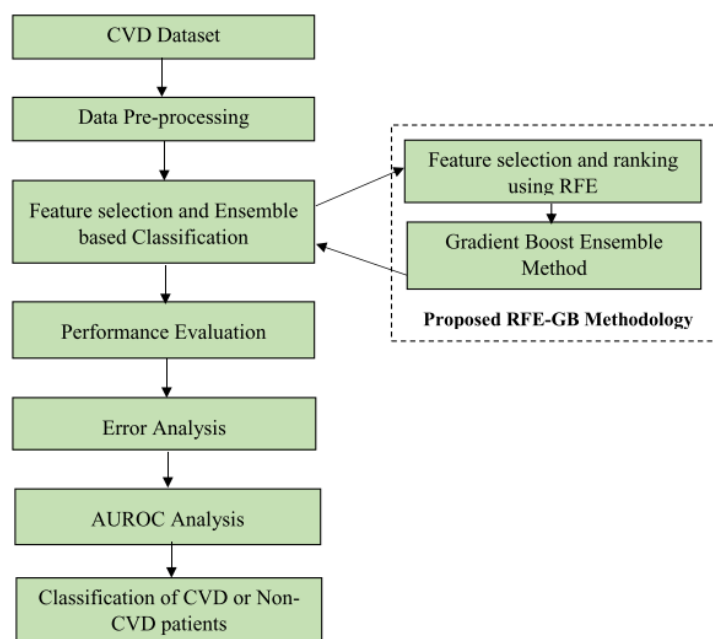 CVD Dataset
Data Pre-processing
Feature selection and Ensemble
based Classification
Feature selection and ranking
using RFE
Gradient Boost Ensemble
Method
Proposed RFE-GB Methodology
Performance Evaluation
Error Analysis
AUROC Analysis
Classification of CVD or Non-
CVD patients